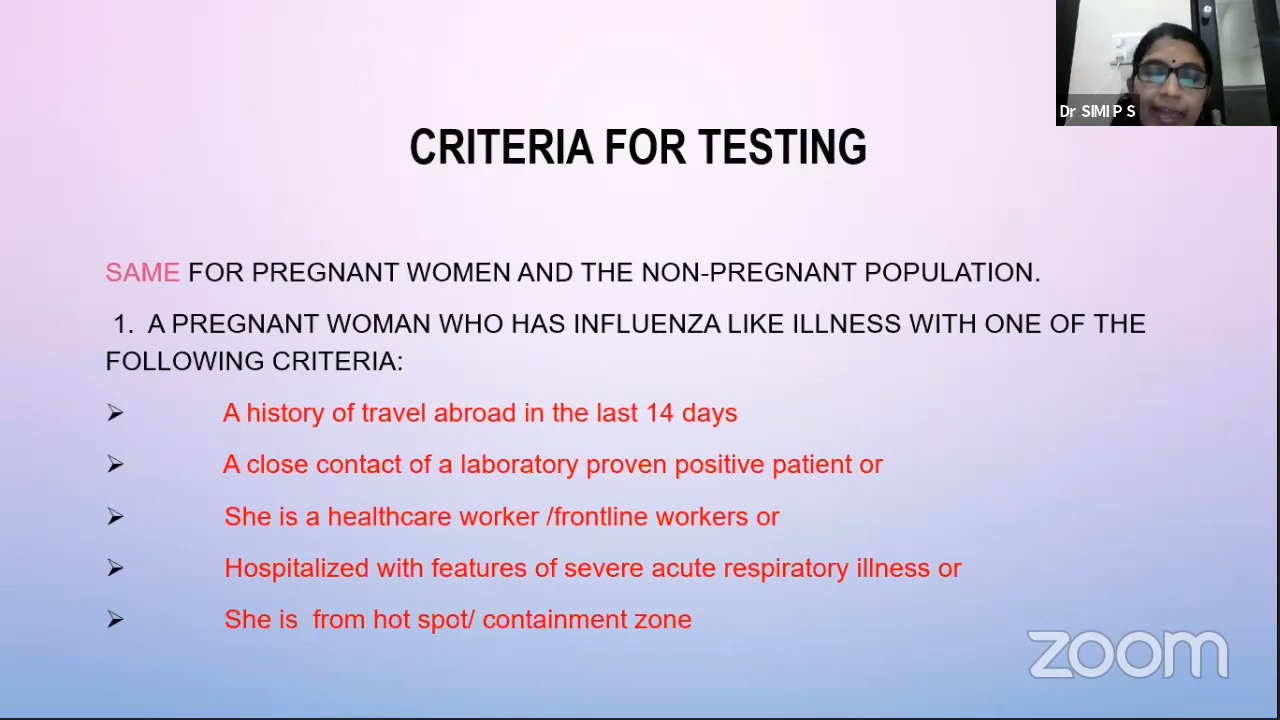 Dr SIMI P S
CRITERIA FOR TESTING
SAME FOR PREGNANT WOMEN AND THE NON-PREGNANT POPULATION.
1. A PREGNANT WOMAN WHO HAS INFLUENZA LIKE ILLNESS WITH ONE OF THE
FOLLOWING CRITERIA:
➢ A history of travel abroad in the last 14 days
➢ A close contact of a laboratory proven positive patient or
➢ She is a healthcare worker /frontline workers or
➢ Hospitalized with features of severe acute respiratory illness or
➢ She is from hot spot/ containment zone
zoom